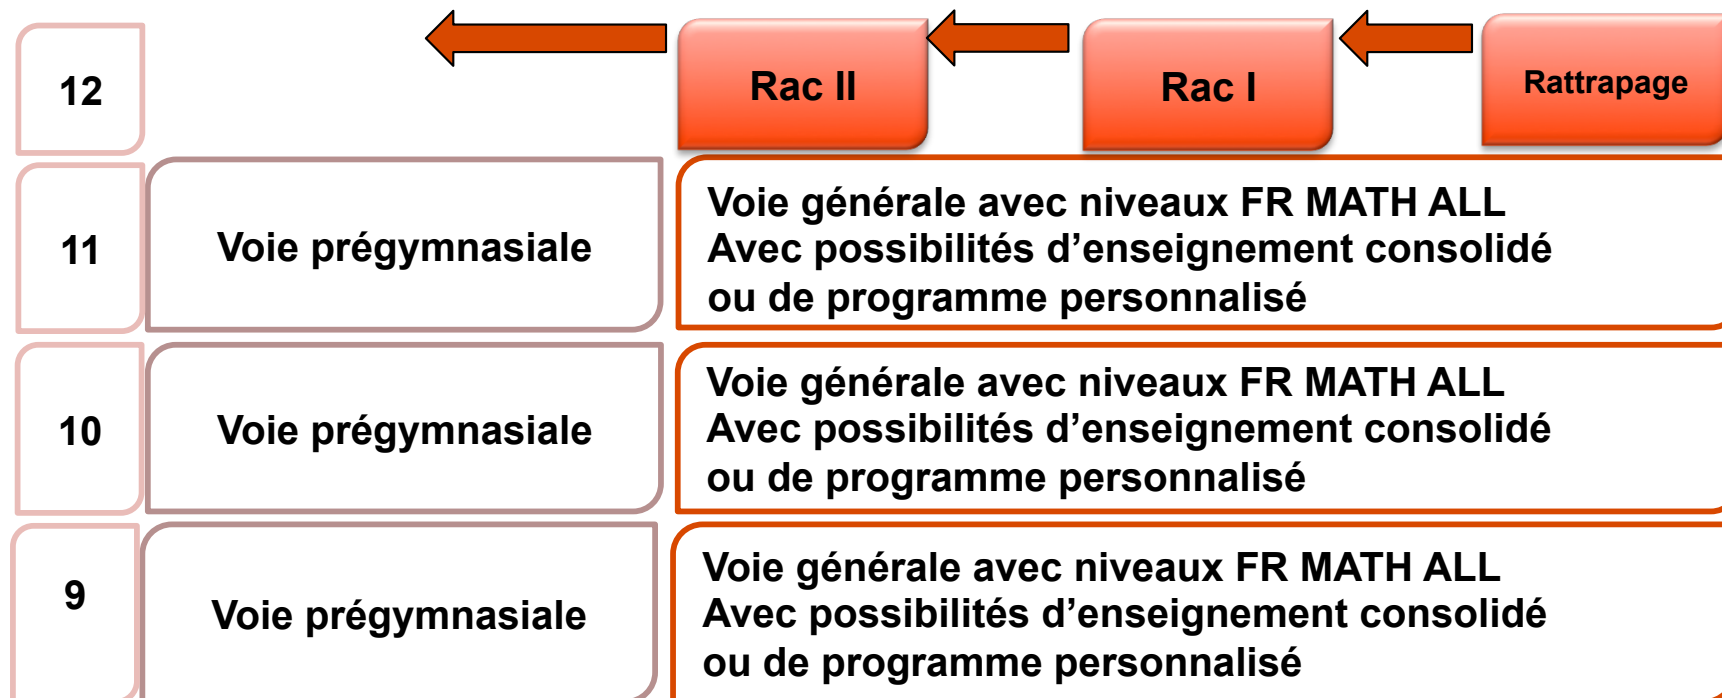 12
Rac II
Rac I
Rattrapage
11
Voie prégymnasiale
Voie générale avec niveaux FR MATH ALL
Avec possibilités d’enseignement consolidé
ou de programme personnalisé
10
Voie prégymnasiale
Voie générale avec niveaux FR MATH ALL
Avec possibilités d’enseignement consolidé
ou de programme personnalisé
9
Voie prégymnasiale
Voie générale avec niveaux FR MATH ALL
Avec possibilités d’enseignement consolidé
ou de programme personnalisé